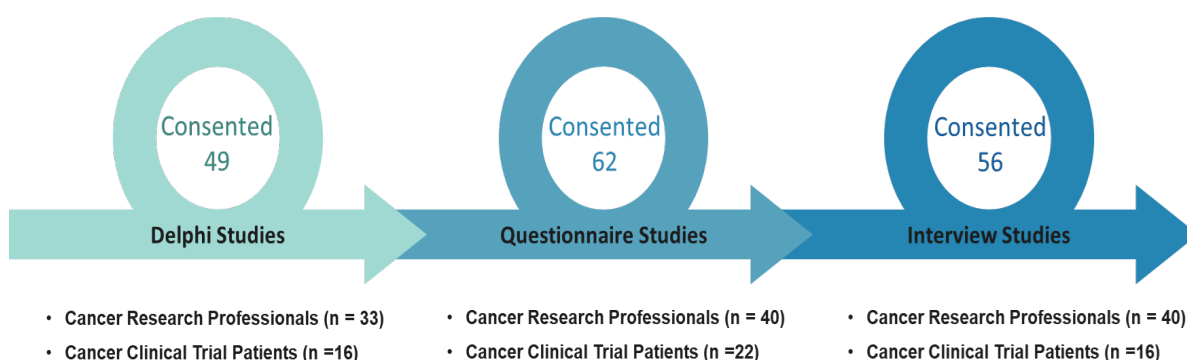 Consented
49
Consented
62
Consented
56
Delphi Studies
Questionnaire Studies
Interview Studies
• Cancer Research Professionals (n = 33)
• Cancer Clinical Trial Patients (n =16)
• Cancer Research Professionals (n = 40)
• Cancer Clinical Trial Patients (n =22)
• Cancer Research Professionals (n = 40)
• Cancer Clinical Trial Patients (n =16)